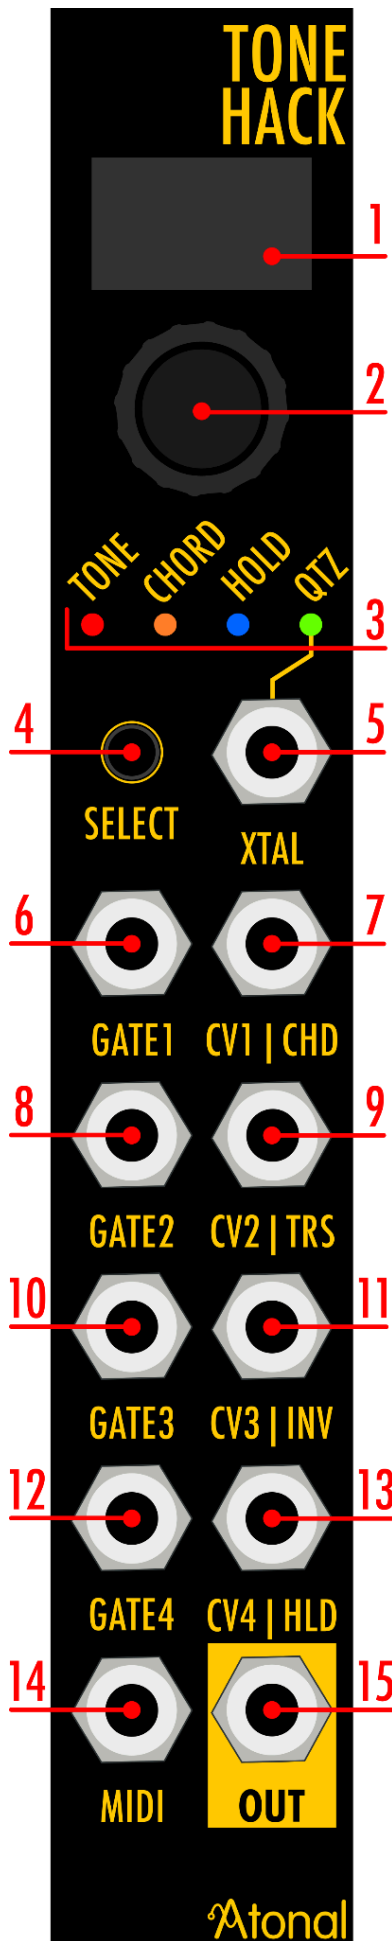 TONE
HACK
1
2
TONE CHORD HOLD QTZ
3
4 5
SELECT
XTAL
6 7
GATE1 CV1 | CHD
8 9
GATE2 CV2 | TRS
10 11
GATE3 CV3 | INV
12 13
GATE4 CV4 | HLD
14 15
MIDI OUT
Atonal